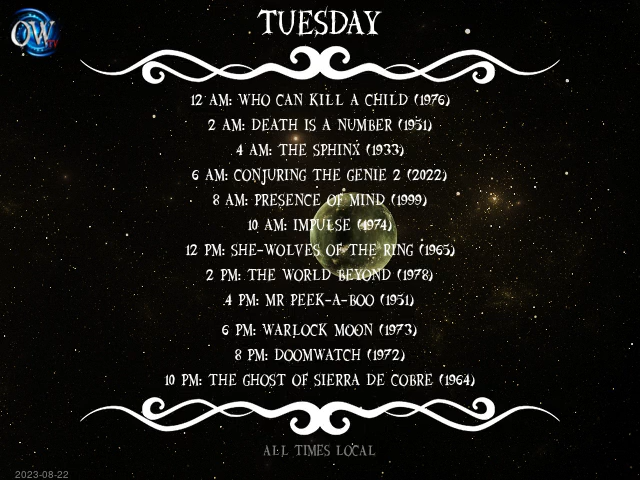 OW TV
TUESDAY
12 AM: WHO CAN KILL A CHILD (1976)
2 AM: DEATH IS A NUMBER (1951)
4 AM: THE SPHINX (1933)
6 AM: CONJURING THE GENIE 2 (2022)
8 AM: PRESENCE OF MIND (1999)
10 AM: IMPULSE (1974)
12 PM: SHE-WOLVES OF THE RING (1965)
2 PM: THE WORLD BEYOND (1978)
4 PM: MR PEEK-A-BOO (1951)
6 PM: WARLOCK MOON (1973)
8 PM: DOOMWATCH (1972)
10 PM: THE GHOST OF SIERRA DE COBRE (1964)
ALL TIMES LOCAL
2023-08-22